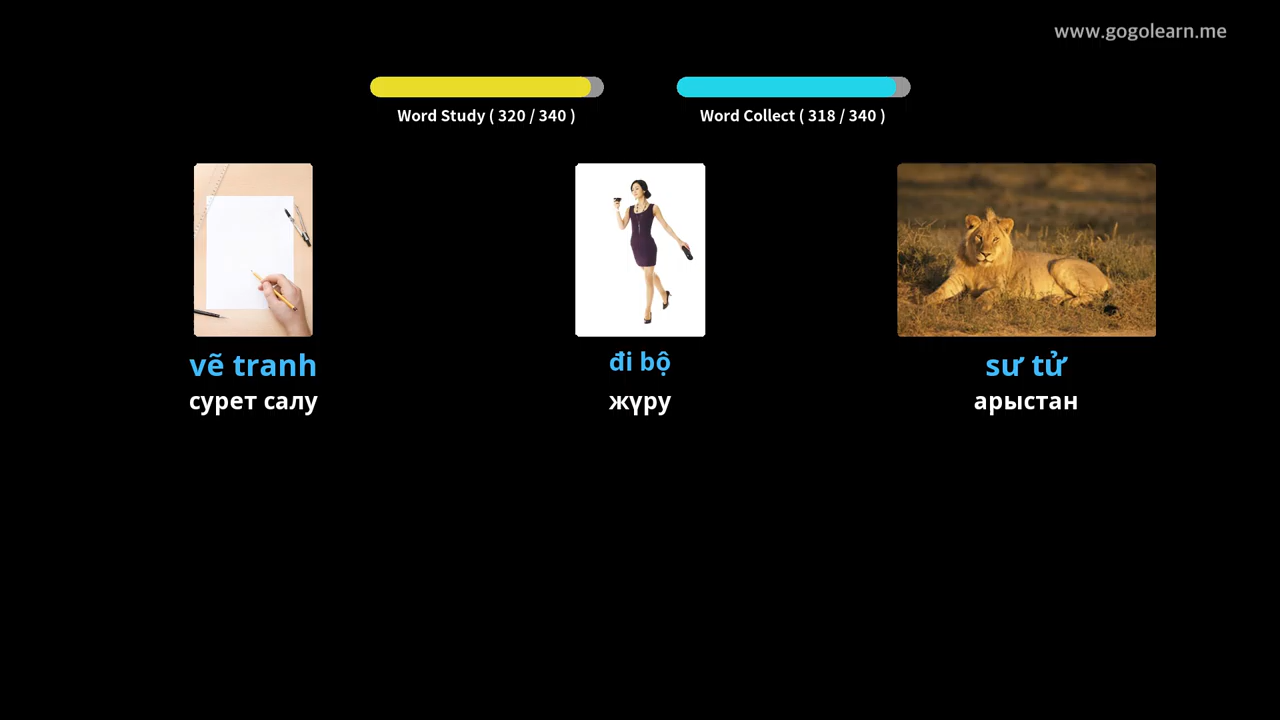 www.gogolearn.me
Word Study ( 320 / 340 )
Word Collect ( 318 / 340 )
vẽ tranh
сурет салу
đi bộ
жүру
sư tử
арыстан